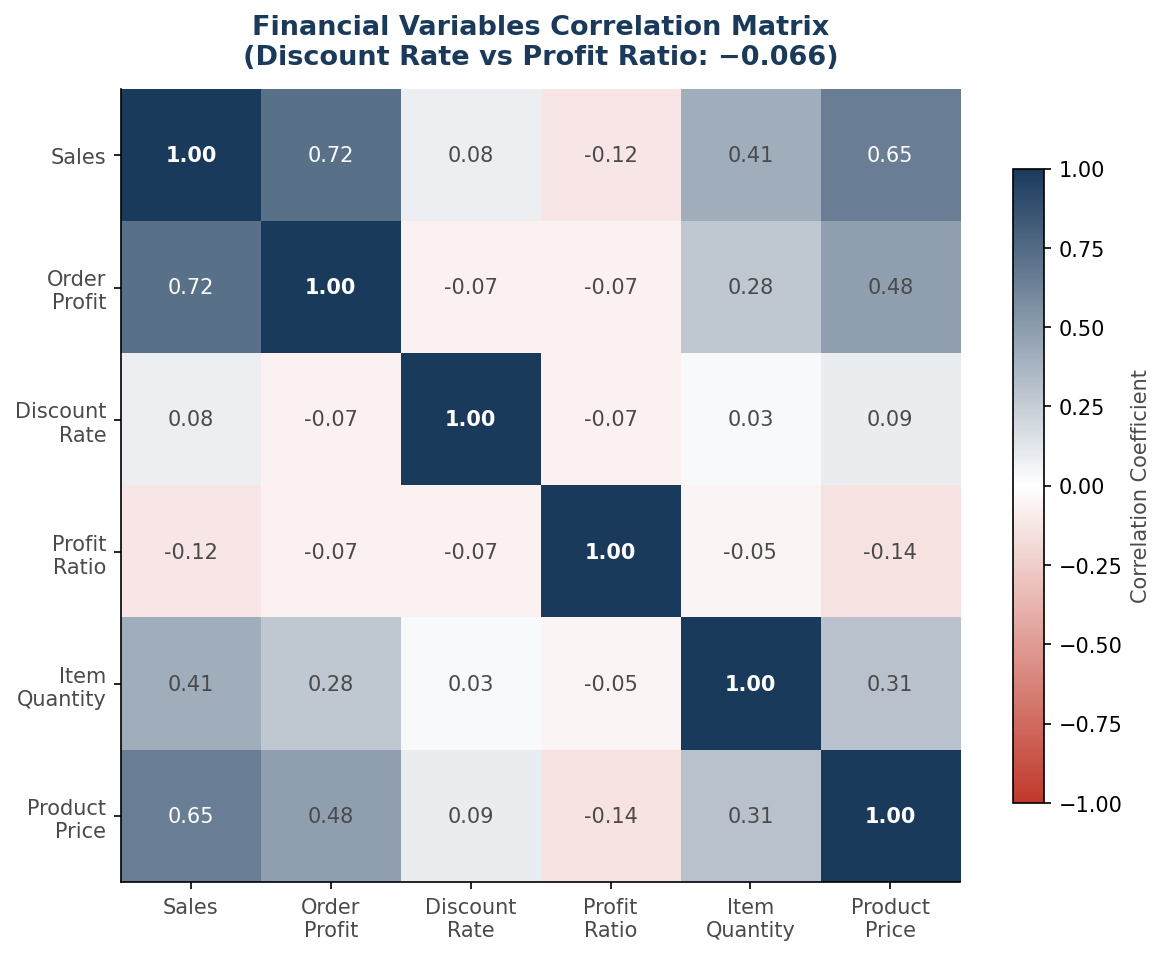 Financial Variables Correlation Matrix
(Discount Rate vs Profit Ratio: −0.066)
Sales 1.00 0.72 0.08 -0.12 0.41 0.65
Order
Profit 0.72 1.00 -0.07 -0.07 0.28 0.48
Discount
Rate 0.08 -0.07 1.00 -0.07 0.03 0.09
Profit
Ratio -0.12 -0.07 -0.07 1.00 -0.05 -0.14
Item
Quantity 0.41 0.28 0.03 -0.05 1.00 0.31
Product
Price 0.65 0.48 0.09 -0.14 0.31 1.00
Sales Order Discount Profit Item Product
Profit Rate Ratio Quantity Price
1.00
0.75
0.50
0.25
0.00
−0.25
−0.50
−0.75
−1.00
Correlation Coefficient